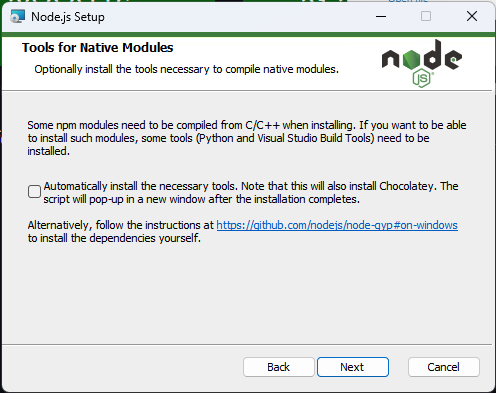 Node.js Setup
Tools for Native Modules
Optionally install the tools necessary to compile native modules.
node
JS
Some npm modules need to be compiled from C/C++ when installing. If you want to be able
to install such modules, some tools (Python and Visual Studio Build Tools) need to be
installed.
Automatically install the necessary tools. Note that this will also install Chocolatey. The
script will pop-up in a new window after the installation completes.
Alternatively, follow the instructions at https://github.com/nodejs/node-gyp#on-windows
to install the dependencies yourself.
Back
Next
Cancel